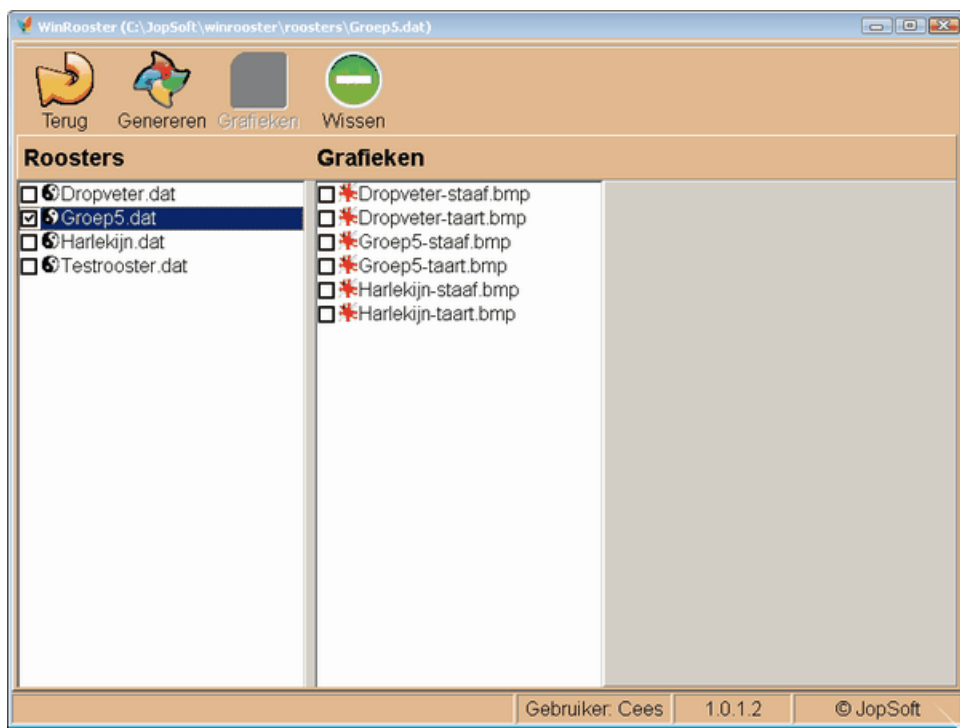 WinRooster (C:\JopSoft\winrooster\roosters\Groep5.dat)
Terug Genereren Grafieken Wissen
Roosters Grafieken
Dropveter.dat Dropveter-staaf.bmp
Groep5.dat Dropveter-taart.bmp
Harlekijn.dat Groep5-staaf.bmp
Testrooster.dat Groep5-taart.bmp
Harlekijn-staaf.bmp
Harlekijn-taart.bmp
Gebruiker: Cees 1.0.1.2 © JopSoft